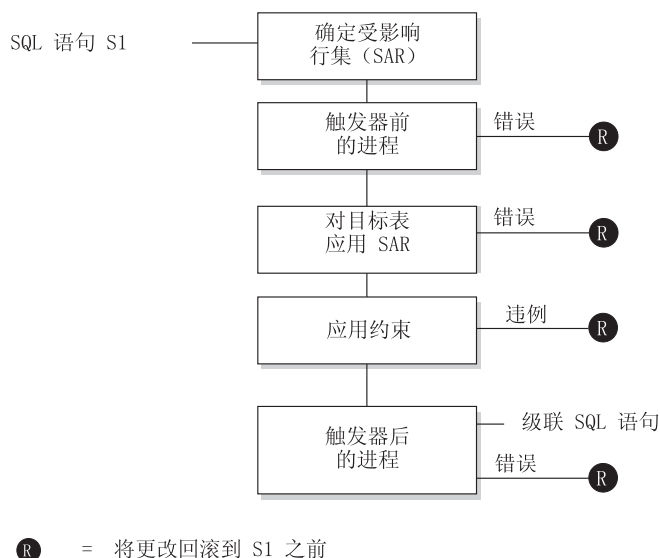 SQL 语句 S1
确定受影响
行集（SAR）
触发器前
的进程
错误
R
对目标表
应用 SAR
错误
R
应用约束
违例
R
触发器后
的进程
级联 SQL 语句
错误
R
R = 将更改回滚到 S1 之前